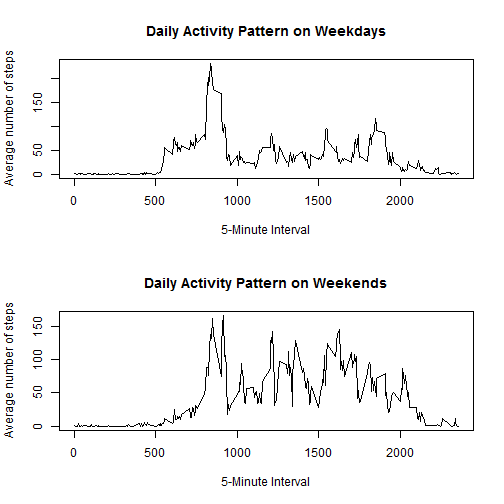 Daily Activity Pattern on Weekdays
Average number of steps
150
50
0
0 500 1000 1500 2000
5-Minute Interval
Daily Activity Pattern on Weekends
Average number of steps
150
100
50
0
0 500 1000 1500 2000
5-Minute Interval